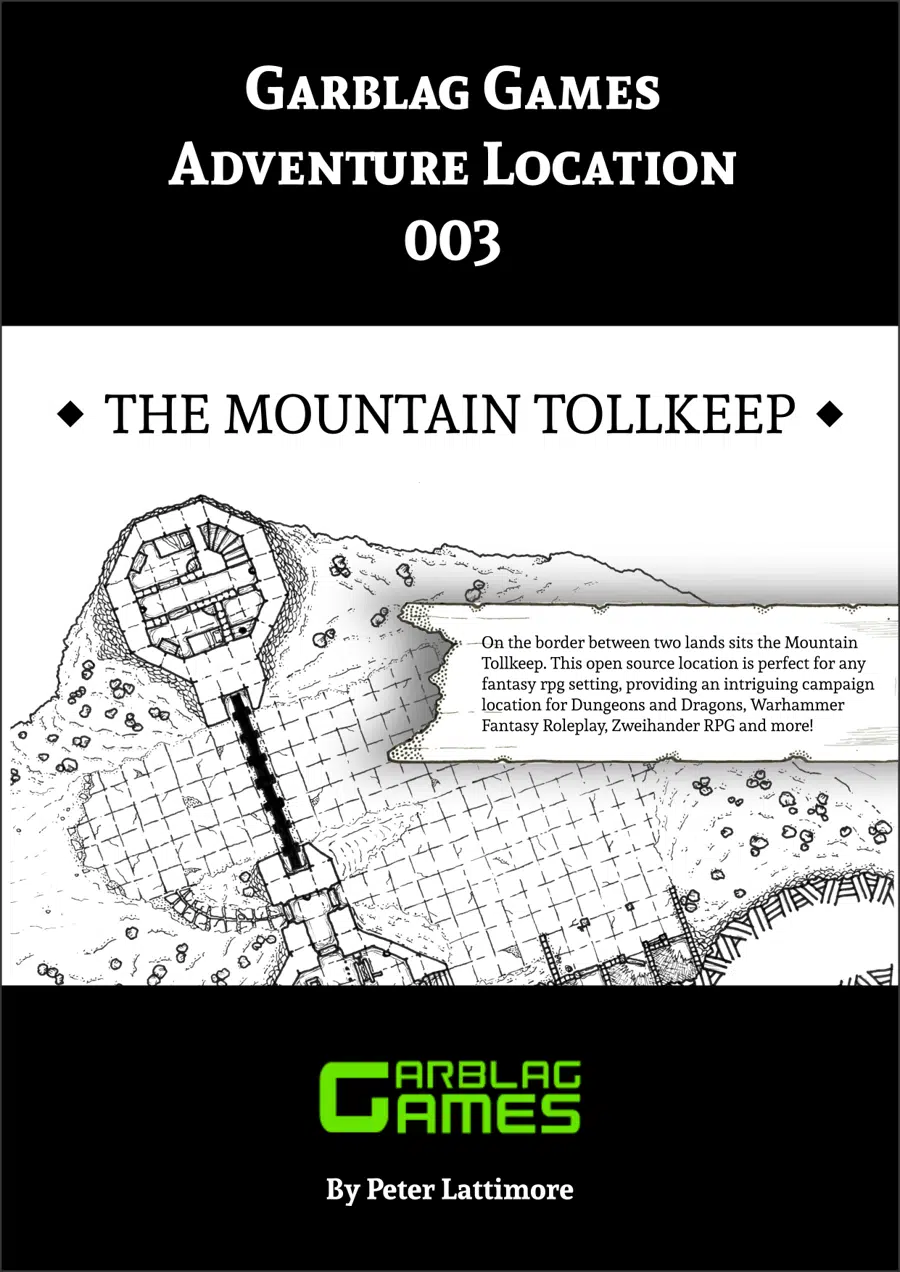 Garblag Games
Adventure Location
003
◆ THE MOUNTAIN TOLLKEEP ◆
On the border between two lands sits the Mountain
Tollkeep. This open source location is perfect for any
fantasy rpg setting, providing an intriguing campaign
location for Dungeons and Dragons, Warhammer
Fantasy Roleplay, Zweihander RPG and more!
GARBLAG
GAMES
By Peter Lattimore